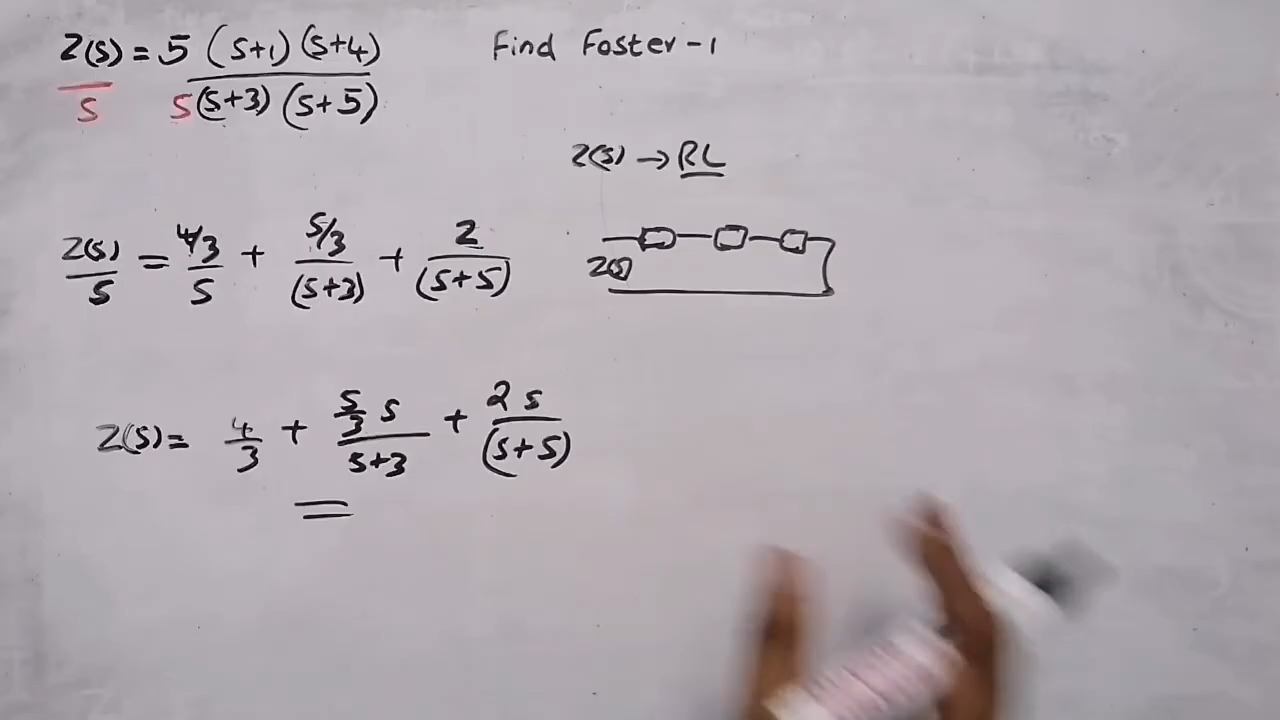 Z(s) = 5 (s+1) (s+4) Find Foster-1
s s(s+3) (s+5)
Z(s) → RL
Z(s)/s = 4/3/s + 5/3/(s+3) + 2/(s+5)
Z(s)
Z(s) = 4/3 + 5/3 s/s+3 + 2s/(s+5)
=